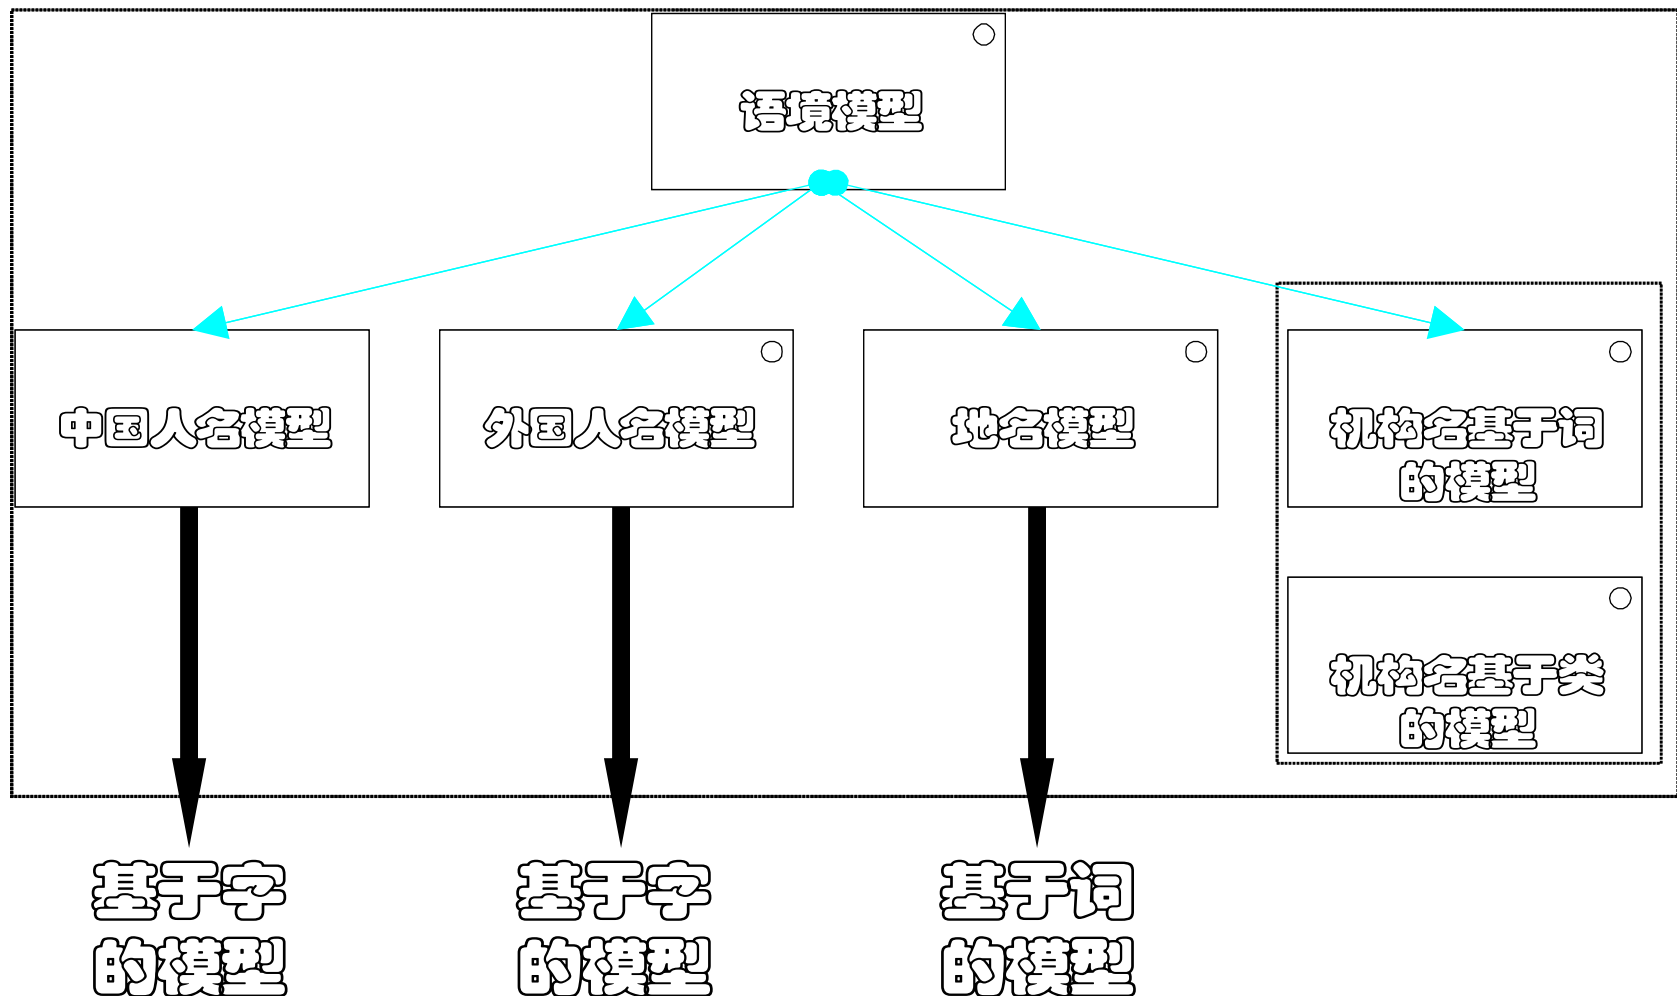 语境模型
中国人名模型
外国人名模型
地名模型
机构名基于词
的模型
机构名基于类
的模型
基于字
的模型
基于字
的模型
基于词
的模型